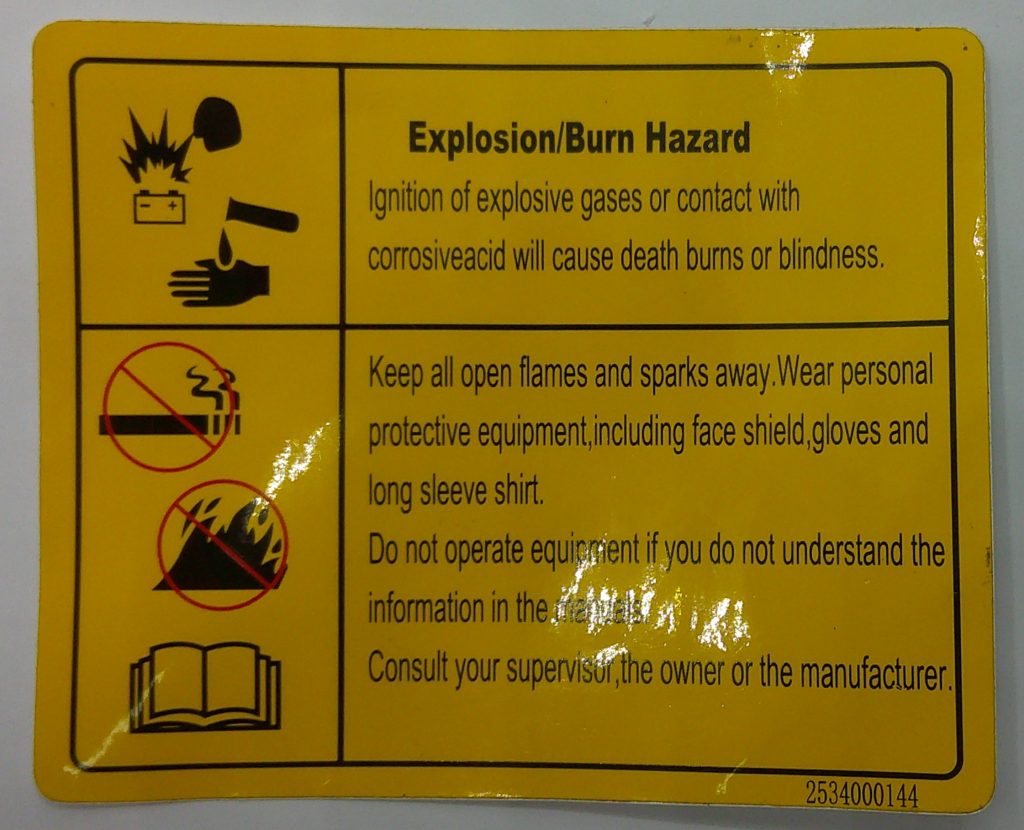 Explosion/Burn Hazard
Ignition of explosive gases or contact with
corrosiveacid will cause death burns or blindness.
Keep all open flames and sparks away.Wear personal
protective equipment,including face shield,gloves and
long sleeve shirt.
Do not operate equipment if you do not understand the
information in the manuals.
Consult your supervisor,the owner or the manufacturer.
2534000144